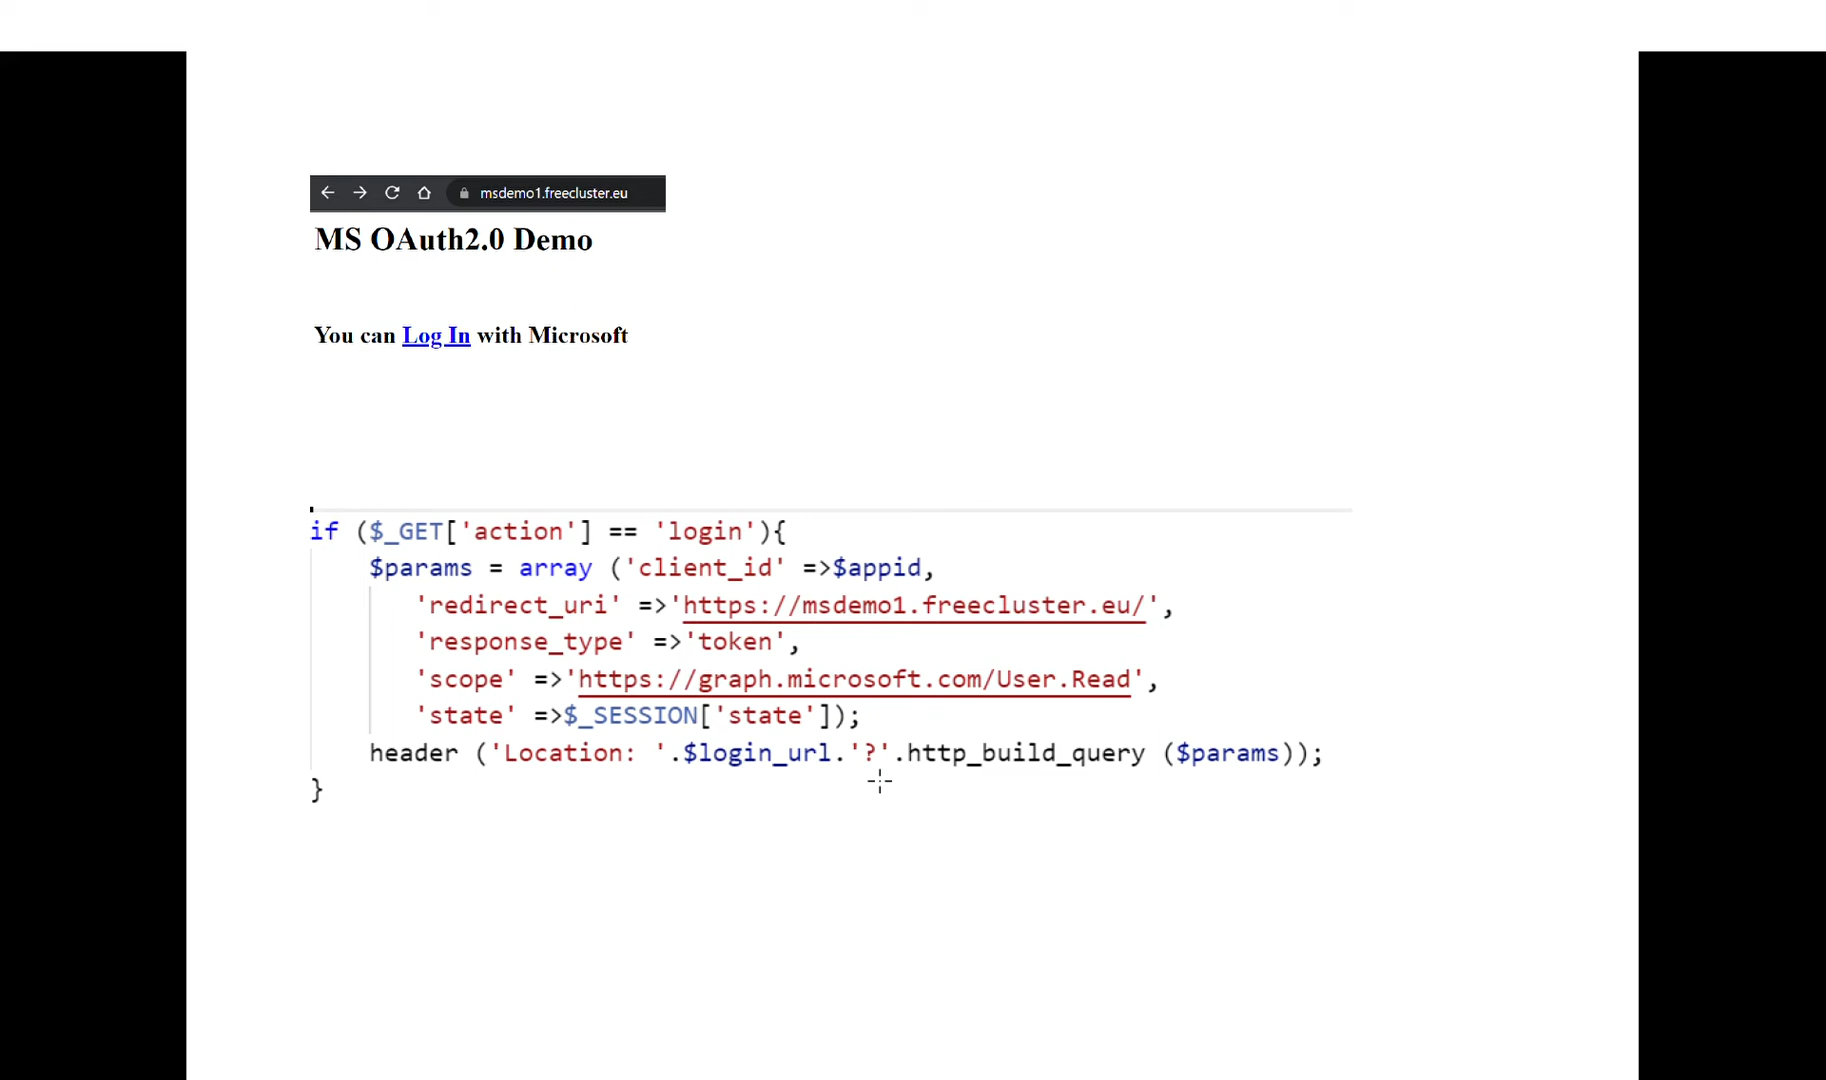 msdemo1.freecluster.eu
MS OAuth2.0 Demo
You can Log In with Microsoft
if ($_GET['action'] == 'login'){
$params = array ('client_id' =>$appid,
'redirect_uri' =>'https://msdemo1.freecluster.eu/',
'response_type' =>'token',
'scope' =>'https://graph.microsoft.com/User.Read',
'state' =>$_SESSION['state']);
header ('Location: '.$login_url.'?'.http_build_query ($params));
}